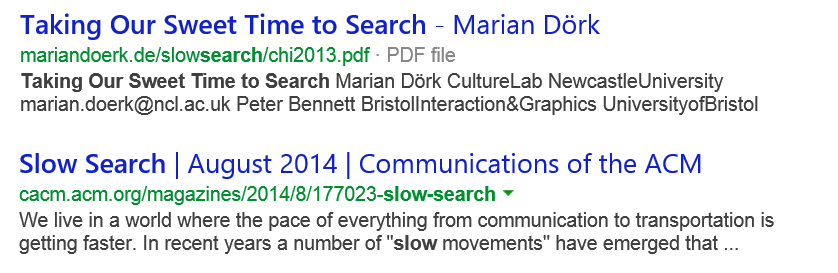 Taking Our Sweet Time to Search - Marian Dörk
mariandoerk.de/slowsearch/chi2013.pdf · PDF file
Taking Our Sweet Time to Search Marian Dörk CultureLab NewcastleUniversity
marian.doerk@ncl.ac.uk Peter Bennett BristolInteraction&Graphics UniversityofBristol
Slow Search | August 2014 | Communications of the ACM
cacm.acm.org/magazines/2014/8/177023-slow-search
We live in a world where the pace of everything from communication to transportation is
getting faster. In recent years a number of "slow movements" have emerged that ...